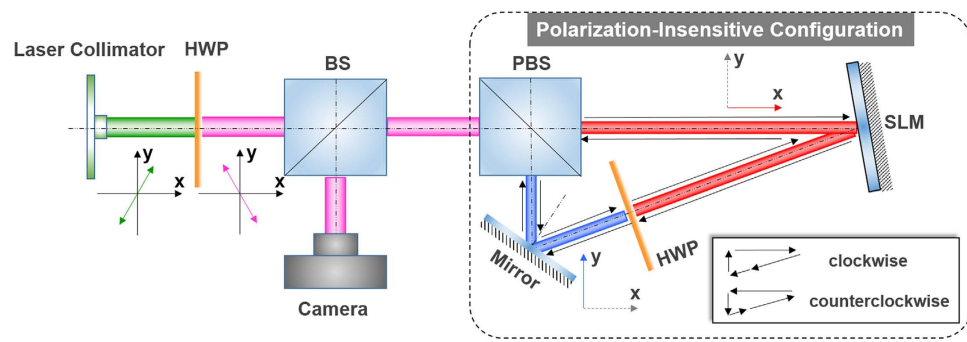 Polarization-Insensitive Configuration
Laser Collimator
HWP
BS
PBS
y
x
SLM
y
x
y
x
HWP
Mirror
y
x
Camera
clockwise
counterclockwise